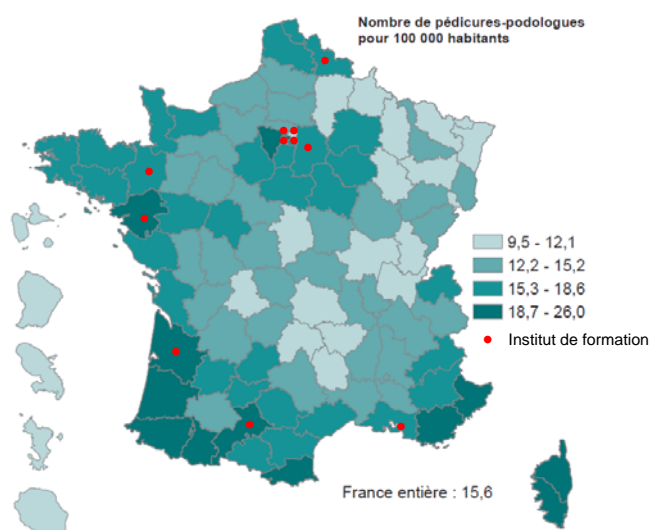 Nombre de pédicures-podologues
pour 100 000 habitants
9,5 - 12,1
12,2 - 15,2
15,3 - 18,6
18,7 - 26,0
Institut de formation
France entière : 15,6